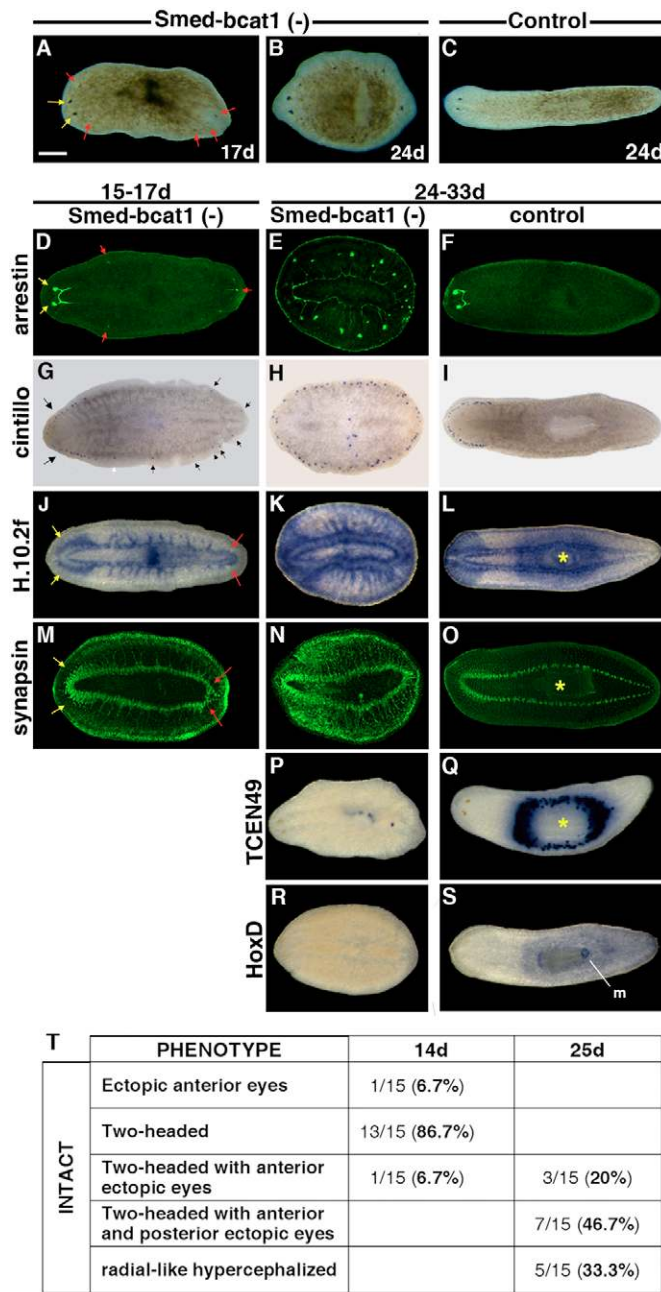 Smed-bcat1 (-) Control
A B C
17d 24d 24d
15-17d 24-33d
Smed-bcat1 (-) Smed-bcat1 (-) control
D E F
arrestin
G H I
cintillo
J K L
H.10.2f
*
M N O
synapsin
*
P Q
TCEN49
*
R S
HoxD
m
T PHENOTYPE 14d 25d
INTACT
Ectopic anterior eyes 1/15 (6.7%)
Two-headed 13/15 (86.7%)
Two-headed with anterior
ectopic eyes 1/15 (6.7%) 3/15 (20%)
Two-headed with anterior
and posterior ectopic eyes 7/15 (46.7%)
radial-like hypercephalized 5/15 (33.3%)